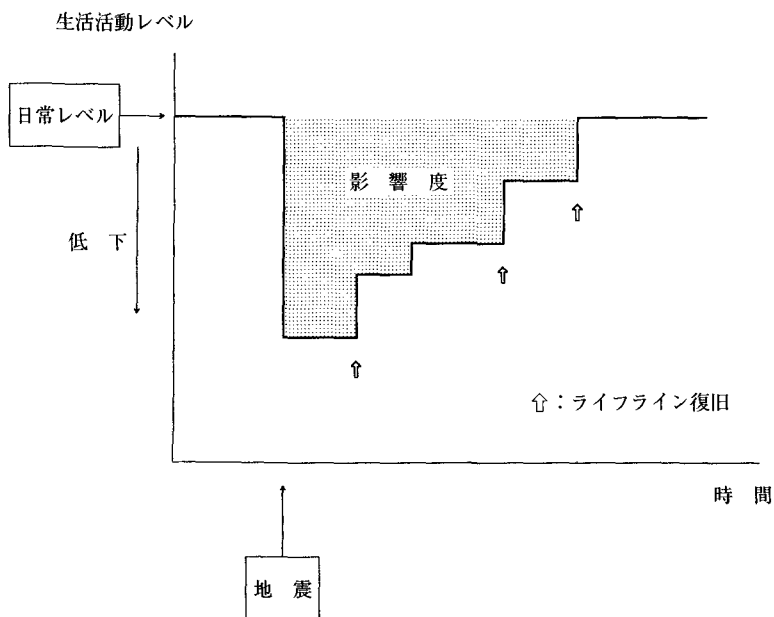 生活活動レベル
日常レベル
影 響 度
低 下
⇧：ライフライン復旧
時 間
地 震